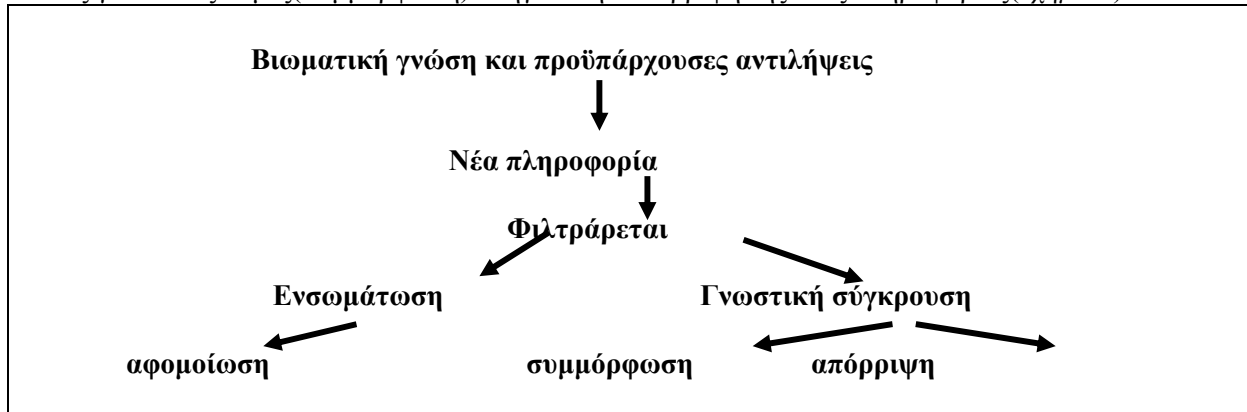 Βιωματική γνώση και προϋπάρχουσες αντιλήψεις
Νέα πληροφορία
Φιλτράρεται
Ενσωμάτωση Γνωστική σύγκρουση
αφομοίωση συμμόρφωση απόρριψη